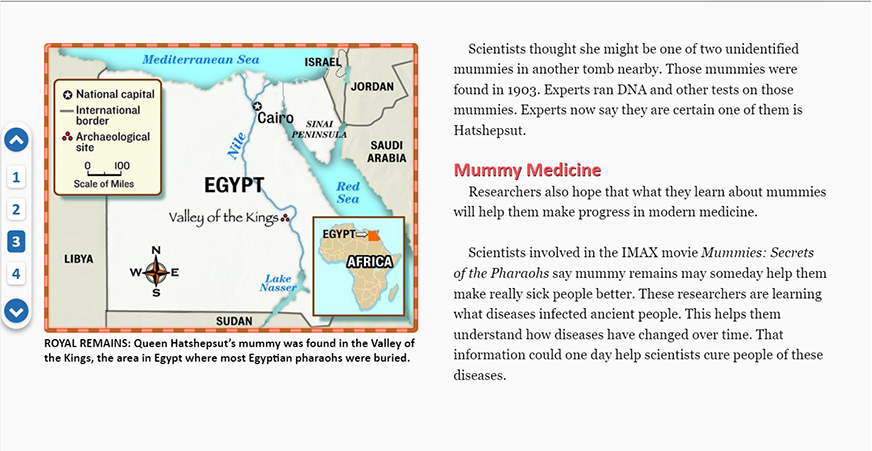 Mediterranean Sea
ISRAEL
JORDAN
National capital
International
border
Archaeological
site
0 100
Scale of Miles
Cairo
SINAI
PENINSULA
Nile
SAUDI
ARABIA
EGYPT
Red
Sea
Valley of the Kings
EGYPT
AFRICA
LIBYA
N
W E
S
Lake
Nasser
SUDAN
ROYAL REMAINS: Queen Hatshepsut's mummy was found in the Valley of
the Kings, the area in Egypt where most Egyptian pharaohs were buried.
1
2
3
4
Scientists thought she might be one of two unidentified
mummies in another tomb nearby. Those mummies were
found in 1903. Experts ran DNA and other tests on those
mummies. Experts now say they are certain one of them is
Hatshepsut.
Mummy Medicine
Researchers also hope that what they learn about mummies
will help them make progress in modern medicine.
Scientists involved in the IMAX movie Mummies: Secrets
of the Pharaohs say mummy remains may someday help them
make really sick people better. These researchers are learning
what diseases infected ancient people. This helps them
understand how diseases have changed over time. That
information could one day help scientists cure people of these
diseases.